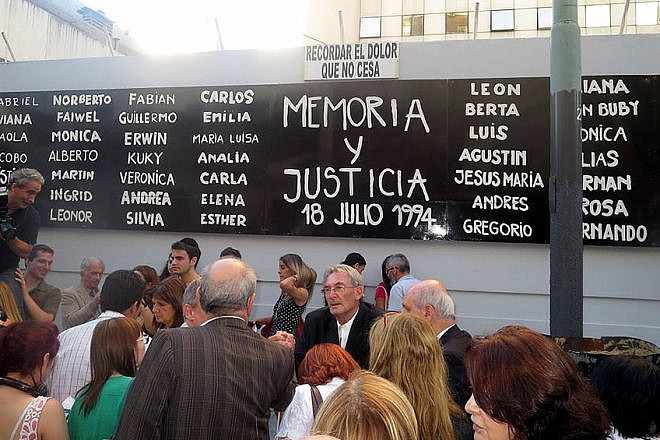 RECORDAR EL DOLOR
QUE NO CESA
ABRIEL
VIANA
AOLA
COBO
NORBERTO
FAIWEL
MONICA
ALBERTO
MARTIN
INGRID
LEONOR
FABIAN
GUILLERMO
ERWIN
KUKY
VERONICA
ANDREA
SILVIA
CARLOS
EMILIA
MARIA LUISA
ANALIA
CARLA
ELENA
ESTHER
MEMORIA
Y
JUSTICIA
18 JULIO 1994
LEON
BERTA
LUIS
AGUSTIN
JESUS MARIA
ANDRES
GREGORIO
IANA
N BUBY
ONICA
LIAS
RMAN
ROSA
RNANDO